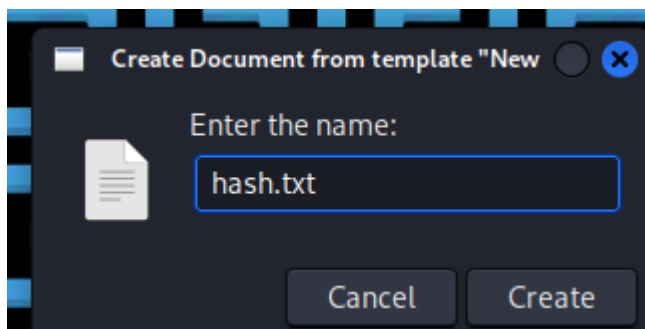 Create Document from template "New
Enter the name:
hash.txt
Cancel Create